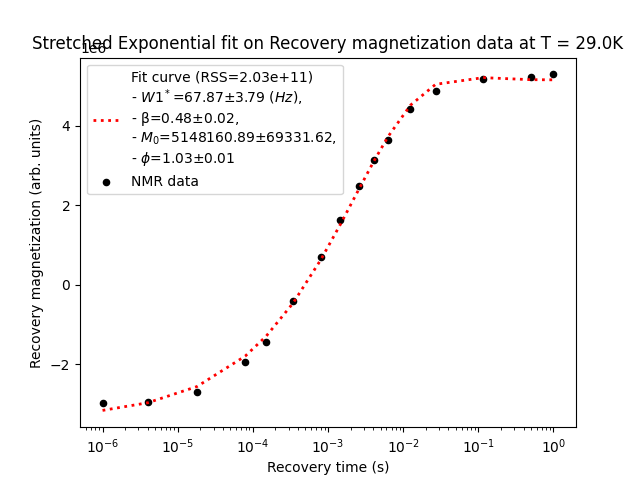 Stretched Exponential fit on Recovery magnetization data at T = 29.0K
1e6
Fit curve (RSS=2.03e+11)
- W1*=67.87±3.79 (Hz),
- β=0.48±0.02,
- M₀=5148160.89±69331.62,
- ϕ=1.03±0.01
NMR data
Recovery magnetization (arb. units)
4
2
0
−2
10⁻⁶ 10⁻⁵ 10⁻⁴ 10⁻³ 10⁻² 10⁻¹ 10⁰
Recovery time (s)